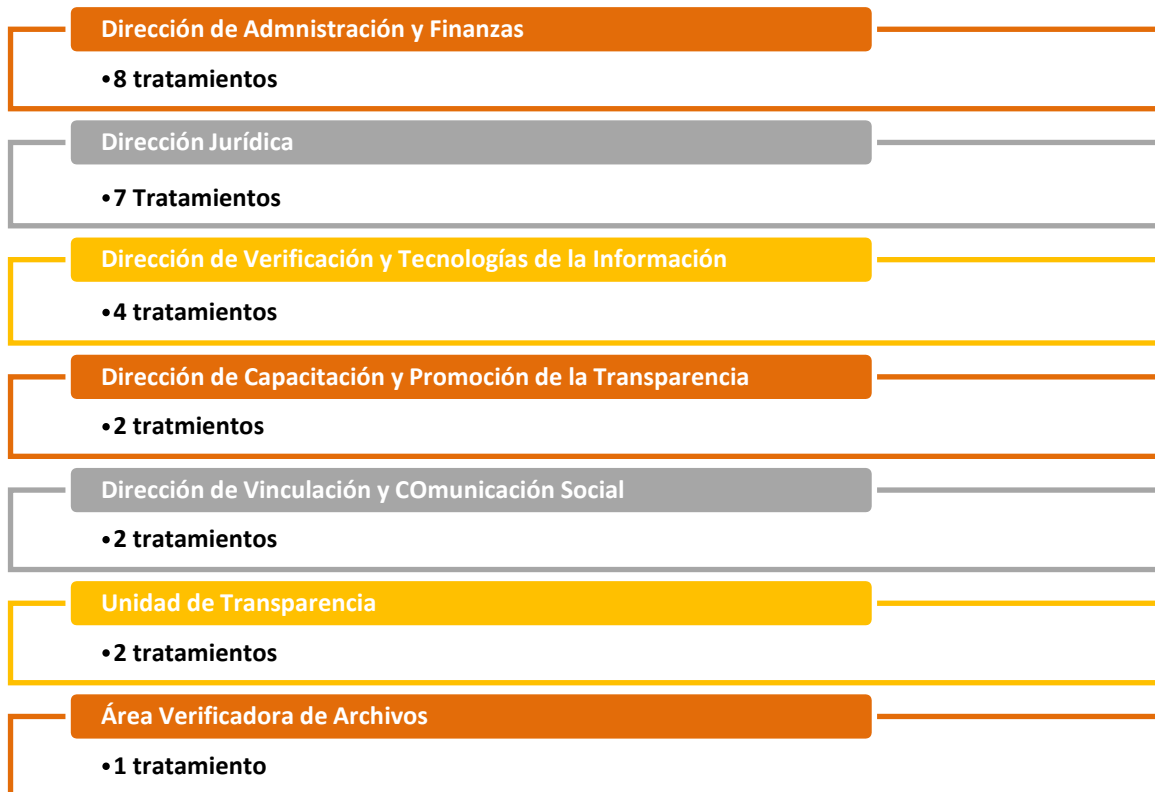 Dirección de Admnistración y Finanzas
•8 tratamientos
Dirección Jurídica
•7 Tratamientos
Dirección de Verificación y Tecnologías de la Información
•4 tratamientos
Dirección de Capacitación y Promoción de la Transparencia
•2 tratmientos
Dirección de Vinculación y COmunicación Social
•2 tratamientos
Unidad de Transparencia
•2 tratamientos
Área Verificadora de Archivos
•1 tratamiento